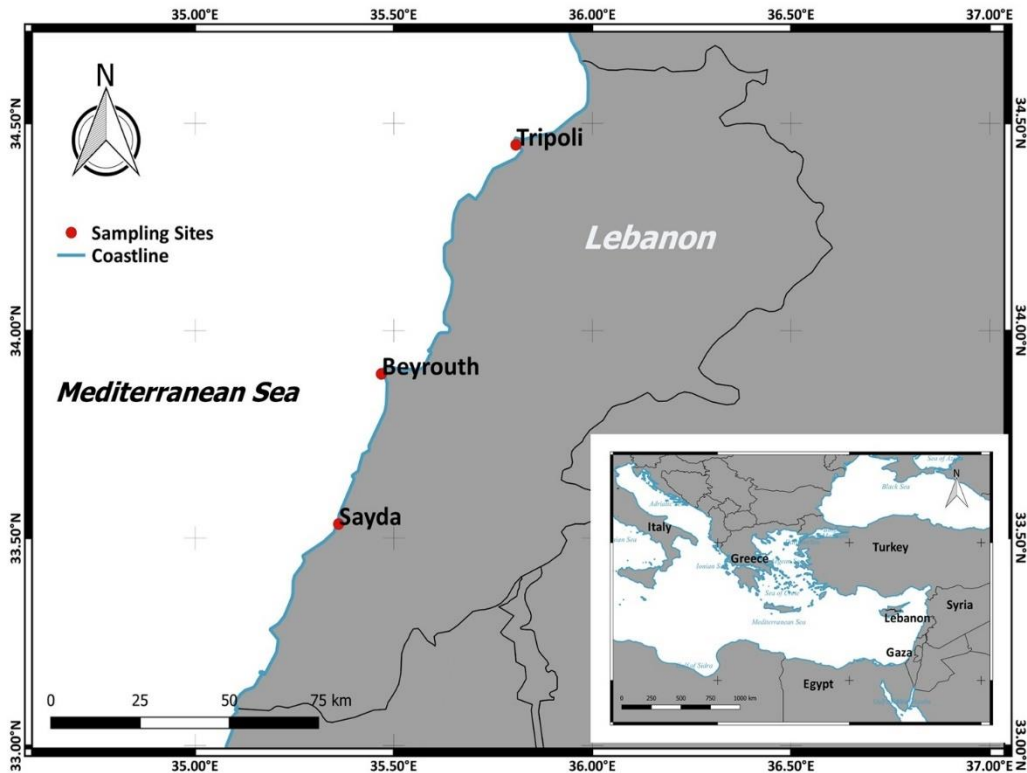 35.00°E 35.50°E 36.00°E 36.50°E 37.00°E
34.50°N
34.00°N
33.50°N
33.00°N
N
Sampling Sites
Coastline
Tripoli
Lebanon
Beyrouth
Mediterranean Sea
Sayda
0 25 50 75 km
34.50°N
34.00°N
33.50°N
33.00°N
N
Black Sea
Adriatic
Italy
Turkey
Greece
Ionian
Mediterranean Sea
Syria
Lebanon
Gaza
Egypt
0 250 500 750 1000 km
35.00°E 35.50°E 36.00°E 36.50°E 37.00°E